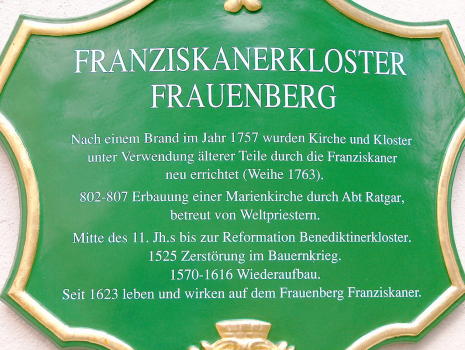 FRANZISKANERKLOSTER
FRAUENBERG
Nach einem Brand im Jahr 1757 wurden Kirche und Kloster
unter Verwendung älterer Teile durch die Franziskaner
neu errichtet (Weihe 1763).
802-807 Erbauung einer Marienkirche durch Abt Ratgar,
betreut von Weltpriestern.
Mitte des 11. Jh.s bis zur Reformation Benediktinerkloster.
1525 Zerstörung im Bauernkrieg.
1570-1616 Wiederaufbau.
Seit 1623 leben und wirken auf dem Frauenberg Franziskaner.